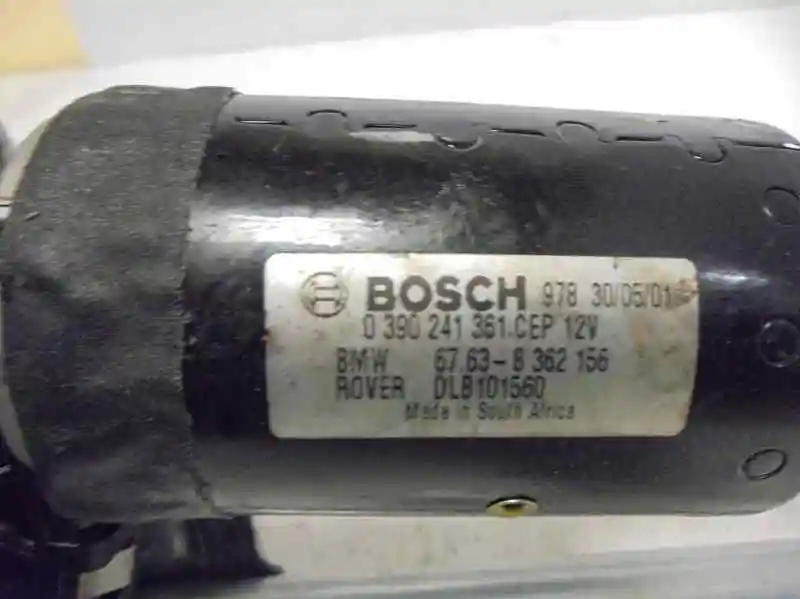 BOSCH 978 30/05/01
0 390 241 361.CEP 12V
BMW 67.63-8 362 156
ROVER DLB101560
Made in South Africa